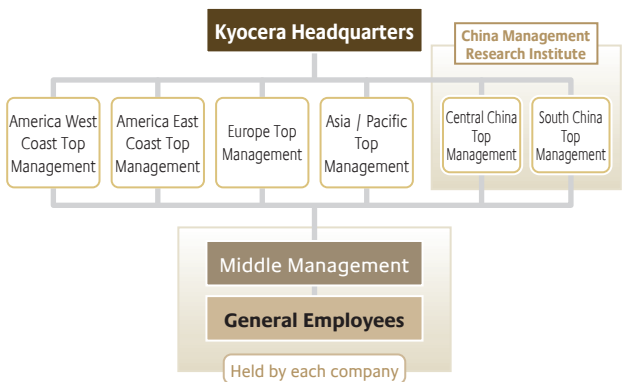 Kyocera Headquarters
China Management
Research Institute
America West
Coast Top
Management
America East
Coast Top
Management
Europe Top
Management
Asia / Pacific
Top
Management
Central China
Top
Management
South China
Top
Management
Middle Management
General Employees
Held by each company